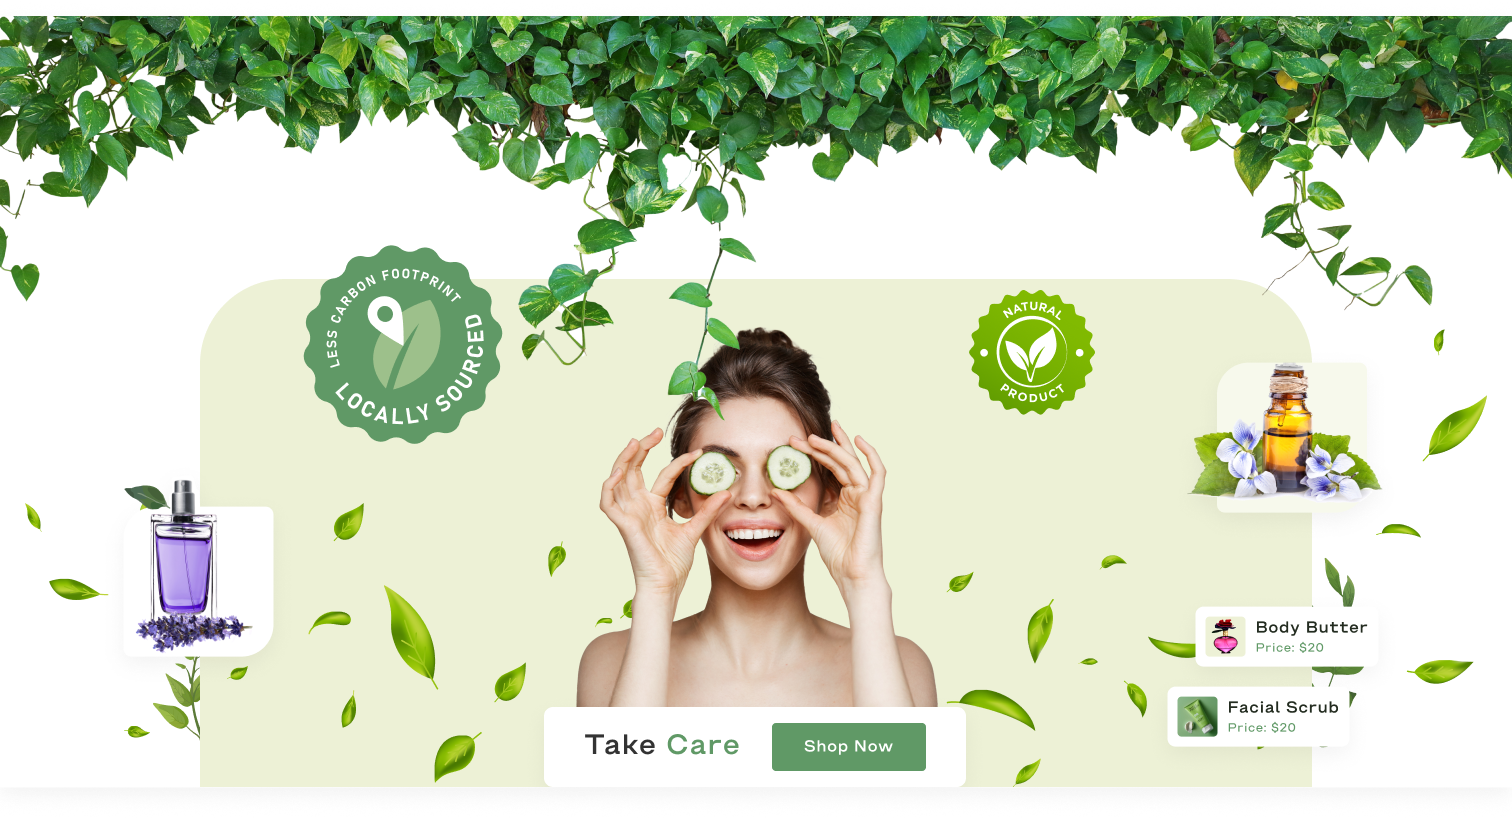 LESS CARBON FOOTPRINT
LOCALLY SOURCED
NATURAL
PRODUCT
Body Butter
Price: $20
Facial Scrub
Price: $20
Take Care
Shop Now